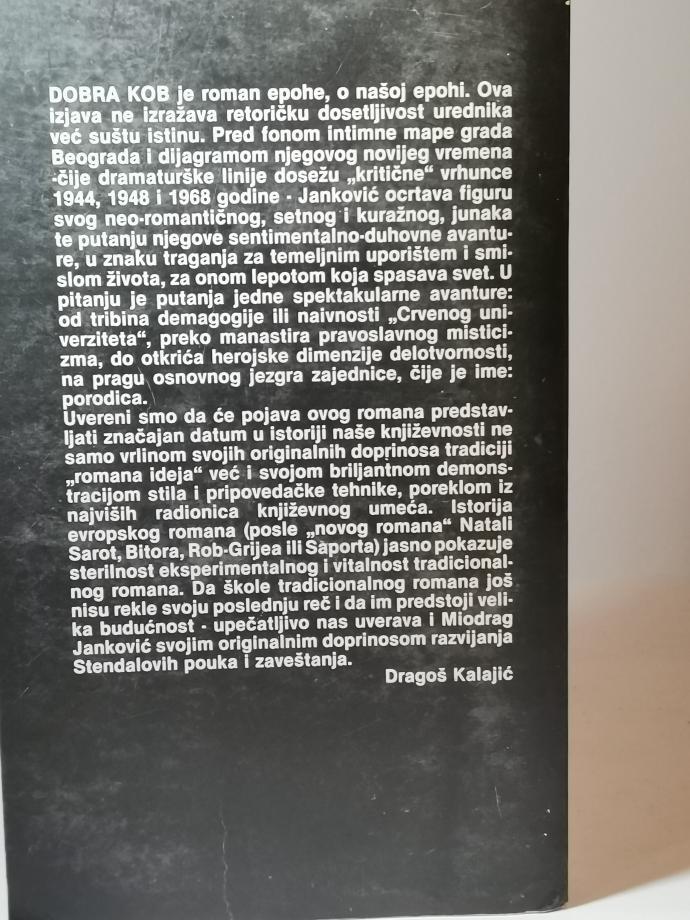 DOBRA KOB je roman epohe, o našoj epohi. Ova
izjava ne izražava retoričku dosetljivost urednika
već suštu istinu. Pred fonom intimne mape grada
Beograda i dijagramom njegovog novijeg vremena
-čije dramaturške linije dosežu „kritične“ vrhunce
1944, 1948 i 1968 godine - Janković ocrtava figuru
svog neo-romantičnog, setnog i kuražnog, junaka
te putanju njegove sentimentalno-duhovne avantu-
re, u znaku traganja za temeljnim uporištem i smi-
slom života, za onom lepotom koja spasava svet. U
pitanju je putanja jedne spektakularne avanture:
od tribina demagogije ili naivnosti „Crvenog uni-
verziteta“, preko manastira pravoslavnog mistici-
zma, do otkrića herojske dimenzije delotvornosti,
na pragu osnovnog jezgra zajednice, čije je ime:
porodica.
Uvereni smo da će pojava ovog romana predstav-
ljati značajan datum u istoriji naše književnosti ne
samo vrlinom svojih originalnih doprinosa tradiciji
„romana ideja“ već i svojom briljantnom demons-
tracijom stila i pripovedačke tehnike, poreklom iz
najviših radionica književnog umeća. Istorija
evropskog romana (posle „novog romana“ Natali
Sarot, Bitora, Rob-Grijea ili Saporta) jasno pokazuje
sterilnost eksperimentalnog i vitalnost tradicional-
nog romana. Da škole tradicionalnog romana još
nisu rekle svoju poslednju reč i da im predstoji veli-
ka budućnost - upečatljivo nas uverava i Miodrag
Janković svojim originalnim doprinosom razvijanja
Stendalovih pouka i zaveštanja.
Dragoš Kalajić